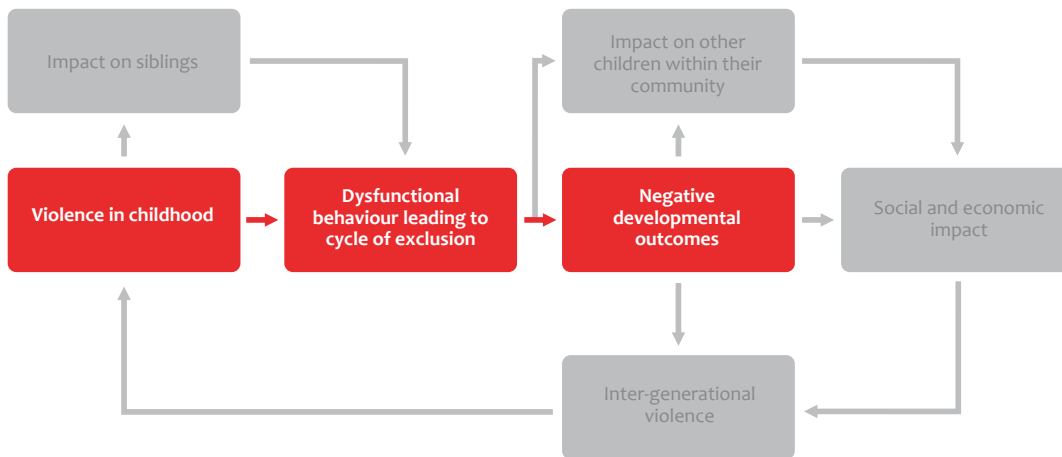 Impact on siblings
Impact on other
children within their
community
Violence in childhood
Dysfunctional
behaviour leading to
cycle of exclusion
Negative
developmental
outcomes
Social and economic
impact
Inter-generational
violence